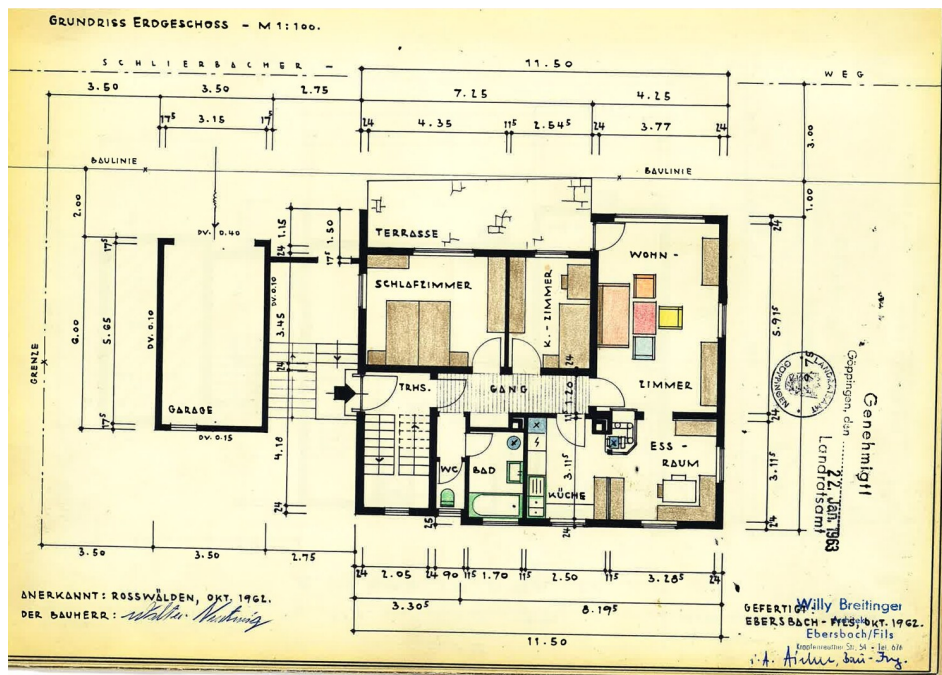 GRUNDRISS ERDGESCHOSS - M 1:100.
SCHLIERBACHER -
WEG
11.50
3.50 3.50 2.75 7.25 4.25
17⁵ 3.15 17⁵ 24 4.35 11⁵ 2.54⁵ 24 3.77 24
3.00
BAULINIE
BAULINIE
2.00
1.00
DV. 0.40
1.15
1.50
24
17⁵
TERRASSE
WOHN -
ZIMMER
SCHLAFZIMMER
K.-ZIMMER
24
17⁵
5.65
6.00
17⁵
DV. 0.10
DV. 0.10
3.45
4.18
24
GRENZE
GARAGE
DV. 0.15
TRHS.
GANG
24
1.20
11⁵
3.11⁵
24
WC
BAD
KÜCHE
ESS -
RAUM
25
24
5.91⁵
24
3.11⁵
24
LANDRATSAMT
GÖPPINGEN
Genehmigt
Göppingen, den
22. Jan. 1963
Landratsamt
3.50 3.50 2.75
24 2.05 24 90 11⁵ 1.70 11⁵ 2.50 11⁵ 3.28⁵ 24
3.30⁵ 8.19⁵
11.50
ANERKANNT: ROSSWÄLDEN, OKT. 1962.
DER BAUHERR:
GEFERTIGT:
EBERSBACH - FILS, OKT. 1962.
Willy Breitinger
Architekt
Ebersbach/Fils